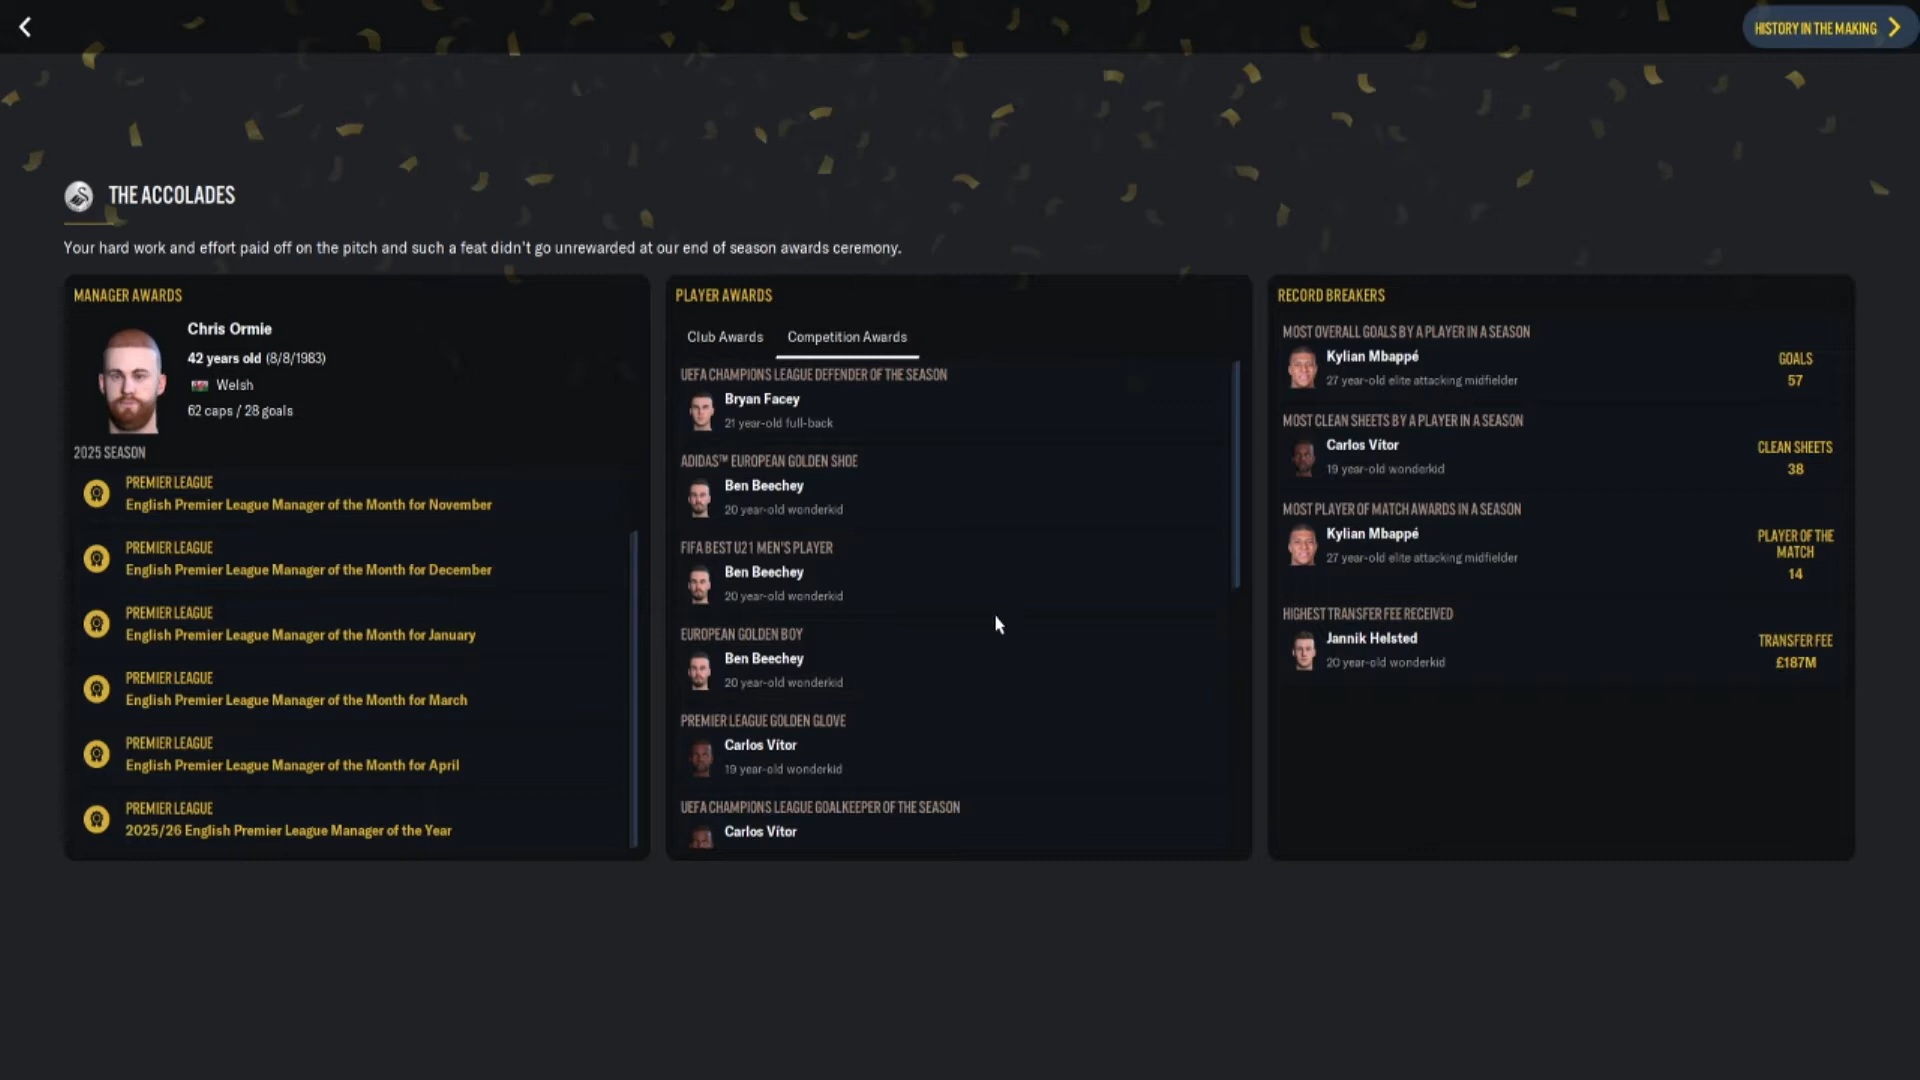 HISTORY IN THE MAKING
THE ACCOLADES
Your hard work and effort paid off on the pitch and such a feat didn't go unrewarded at our end of season awards ceremony.
MANAGER AWARDS
Chris Ormie
42 years old (8/8/1983)
Welsh
62 caps / 28 goals
2025 SEASON
PREMIER LEAGUE
English Premier League Manager of the Month for November
PREMIER LEAGUE
English Premier League Manager of the Month for December
PREMIER LEAGUE
English Premier League Manager of the Month for January
PREMIER LEAGUE
English Premier League Manager of the Month for March
PREMIER LEAGUE
English Premier League Manager of the Month for April
PREMIER LEAGUE
2025/26 English Premier League Manager of the Year
PLAYER AWARDS
Club Awards Competition Awards
UEFA CHAMPIONS LEAGUE DEFENDER OF THE SEASON
Bryan Facey
21 year-old full-back
ADIDAS™ EUROPEAN GOLDEN SHOE
Ben Beechey
20 year-old wonderkid
FIFA BEST U21 MEN'S PLAYER
Ben Beechey
20 year-old wonderkid
EUROPEAN GOLDEN BOY
Ben Beechey
20 year-old wonderkid
PREMIER LEAGUE GOLDEN GLOVE
Carlos Vítor
19 year-old wonderkid
UEFA CHAMPIONS LEAGUE GOALKEEPER OF THE SEASON
Carlos Vítor
RECORD BREAKERS
MOST OVERALL GOALS BY A PLAYER IN A SEASON
Kylian Mbappé
27 year-old elite attacking midfielder
GOALS
57
MOST CLEAN SHEETS BY A PLAYER IN A SEASON
Carlos Vítor
19 year-old wonderkid
CLEAN SHEETS
38
MOST PLAYER OF MATCH AWARDS IN A SEASON
Kylian Mbappé
27 year-old elite attacking midfielder
PLAYER OF THE
MATCH
14
HIGHEST TRANSFER FEE RECEIVED
Jannik Helsted
20 year-old wonderkid
TRANSFER FEE
£187M